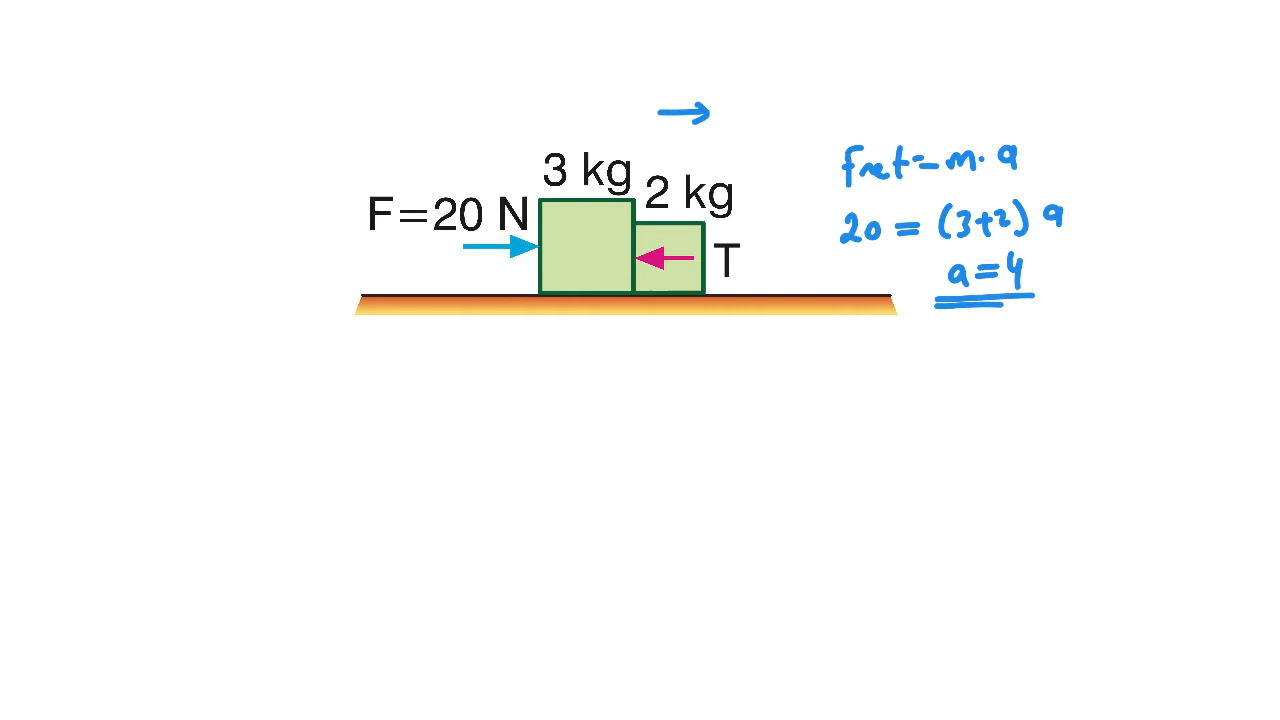 3 kg
2 kg
F=20 N
T
Fnet=m.a
20 = (3+2) a
a=4